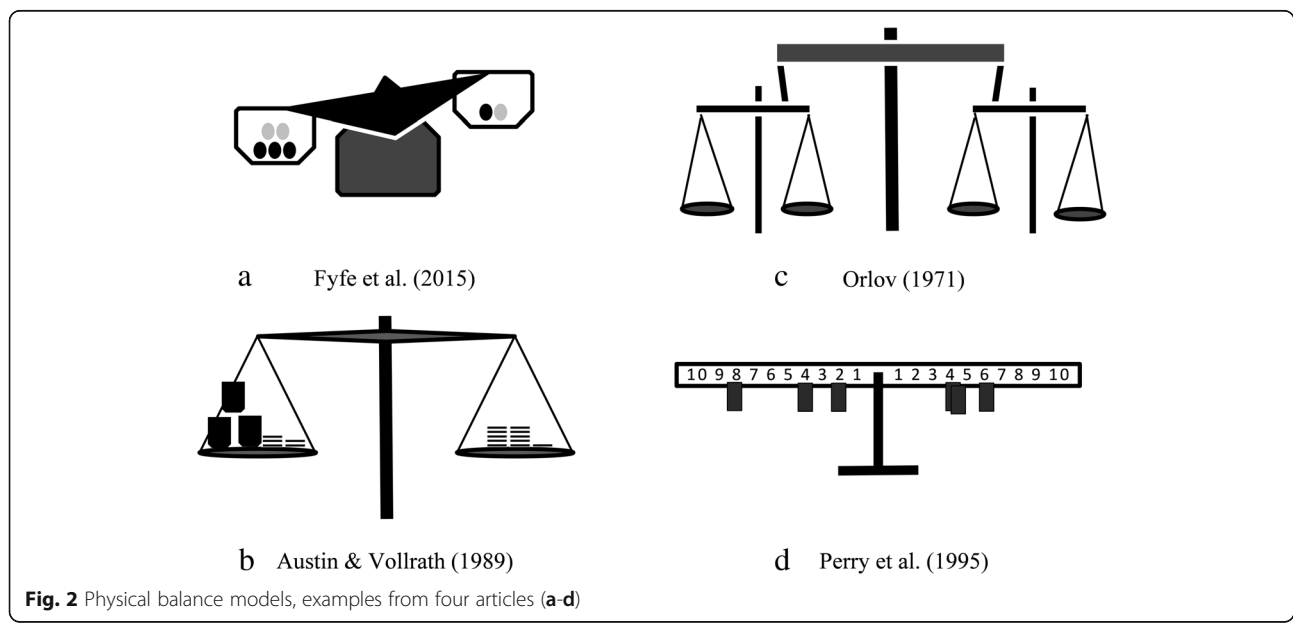 a Fyfe et al. (2015)
c Orlov (1971)
10 9 8 7 6 5 4 3 2 1 1 2 3 4 5 6 7 8 9 10
b Austin & Vollrath (1989)
d Perry et al. (1995)
Fig. 2 Physical balance models, examples from four articles (a-d)